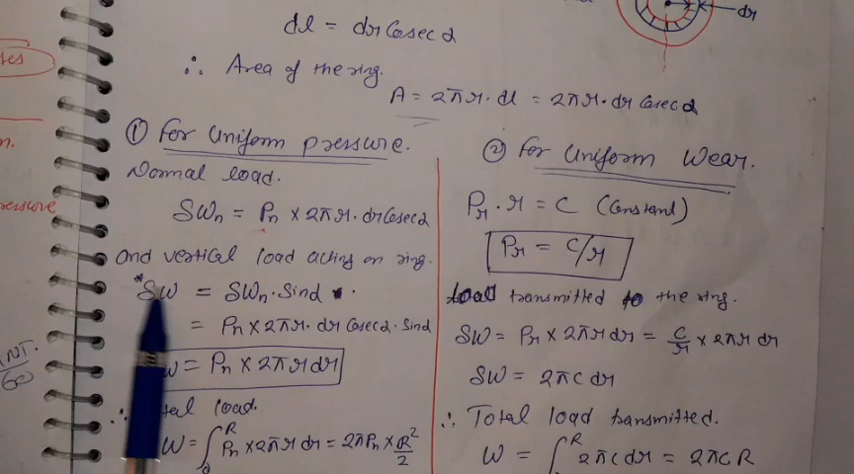 dl = dr Cosec α
dr
∴ Area of the ring.
A = 2πr·dl = 2πr·dr Cosec α
① For Uniform pressure.
Normal load.
δWn = Pn × 2πr·dr Cosec α
And vertical load acting on ring.
*δW = δWn·Sin α
= Pn × 2πr·dr Cosec α·Sin α
W = Pn × 2πr dr
load.
W = ∫₀ᴿ Pn × 2πr dr = 2πPn × R²/2
② For Uniform Wear.
Pr·r = C (Constant)
Pr = C/r
load transmitted to the ring.
δW = Pr × 2πr dr = C/r × 2πr dr
δW = 2πC dr
∴ Total load transmitted.
W = ∫ᴿ 2πC dr = 2πCR